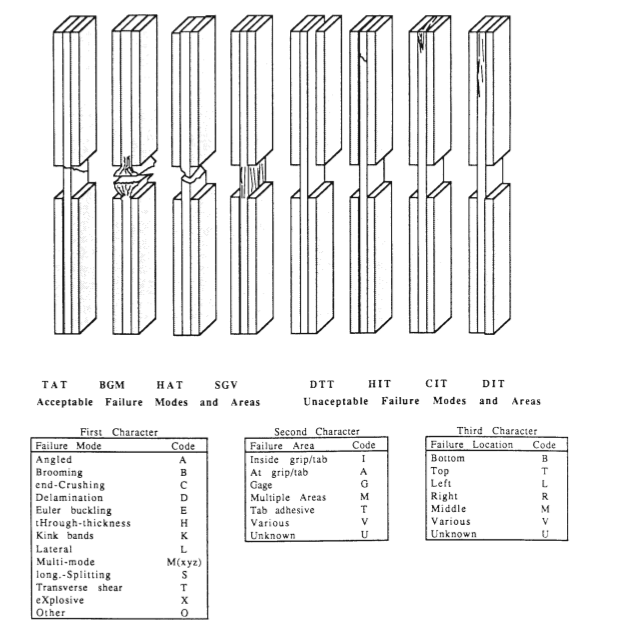 TAT BGM HAT SGV DTT HIT CIT DIT
Acceptable Failure Modes and Areas Unaceptable Failure Modes and Areas
First Character
Failure Mode Code
Angled A
Brooming B
end-Crushing C
Delamination D
Euler buckling E
tHrough-thickness H
Kink bands K
Lateral L
Multi-mode M(xyz)
long.-Splitting S
Transverse shear T
eXplosive X
Other O
Second Character
Failure Area Code
Inside grip/tab I
At grip/tab A
Gage G
Multiple Areas M
Tab adhesive T
Various V
Unknown U
Third Character
Failure Location Code
Bottom B
Top T
Left L
Right R
Middle M
Various V
Unknown U